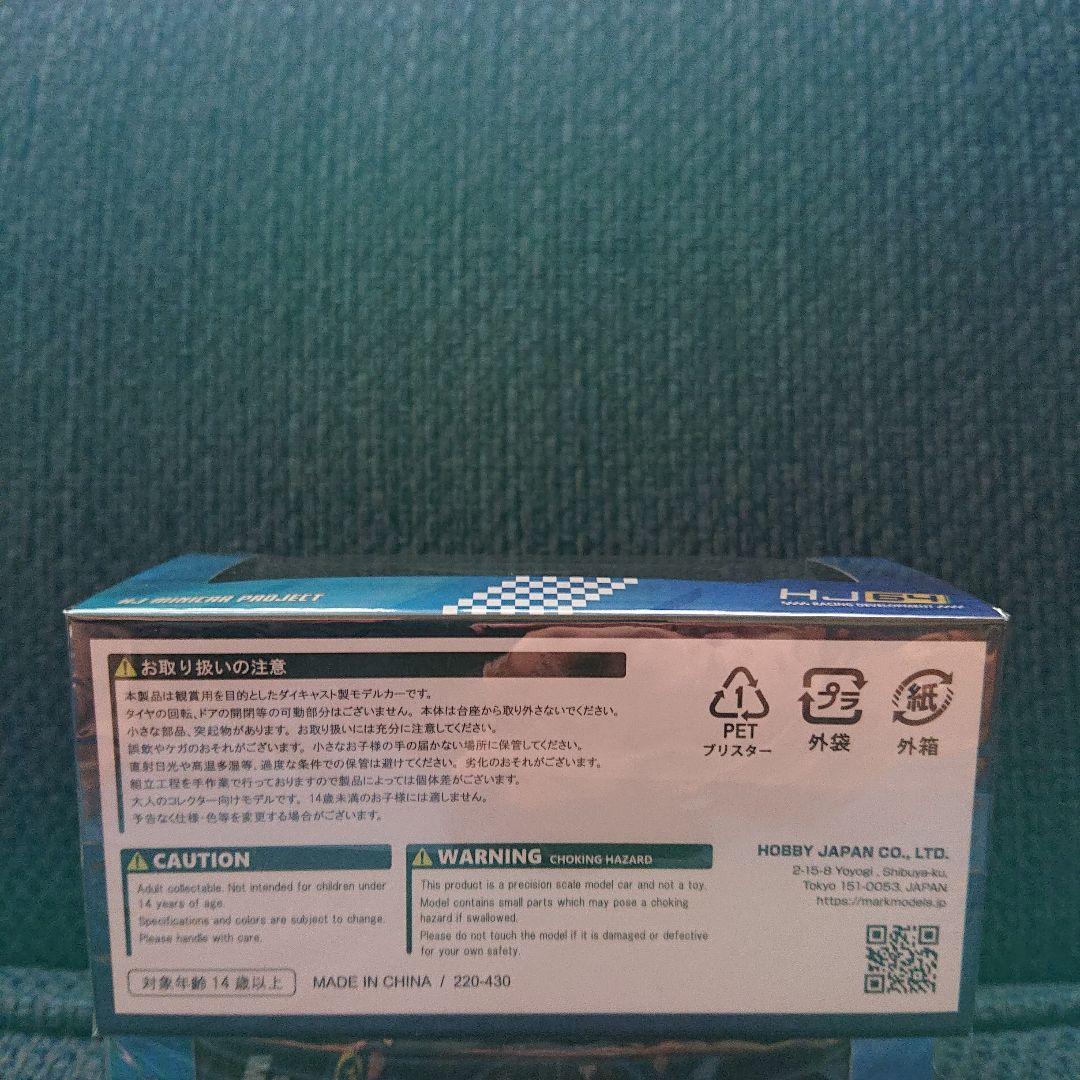 HJ MINICAR PROJECT
HJ64
RACING DEVELOPMENT
お取り扱いの注意
本製品は観賞用を目的としたダイキャスト製モデルカーです。
タイヤの回転、ドアの開閉等の可動部分はございません。本体は台座から取り外さないでください。
小さな部品、突起物があります。お取り扱いには充分に注意してください。
誤飲やケガのおそれがございます。小さなお子様の手の届かない場所に保管してください。
直射日光や高温多湿等、過度な条件での保管は避けてください。劣化のおそれがございます。
組立工程を手作業で行っておりますので製品によっては個体差がございます。
大人のコレクター向けモデルです。14歳未満のお子様には適しません。
予告なく仕様・色等を変更する場合がございます。
1
PET
ブリスター
プラ
外袋
紙
外箱
CAUTION
Adult collectable. Not intended for children under
14 years of age.
Specifications and colors are subject to change.
Please handle with care.
WARNING CHOKING HAZARD
This product is a precision scale model car and not a toy.
Model contains small parts which may pose a choking
hazard if swallowed.
Please do not touch the model if it is damaged or defective
for your own safety.
HOBBY JAPAN CO., LTD.
2-15-8 Yoyogi , Shibuya-ku,
Tokyo 151-0053, JAPAN
https://markmodels.jp
対象年齢14歳以上
MADE IN CHINA / 220-430